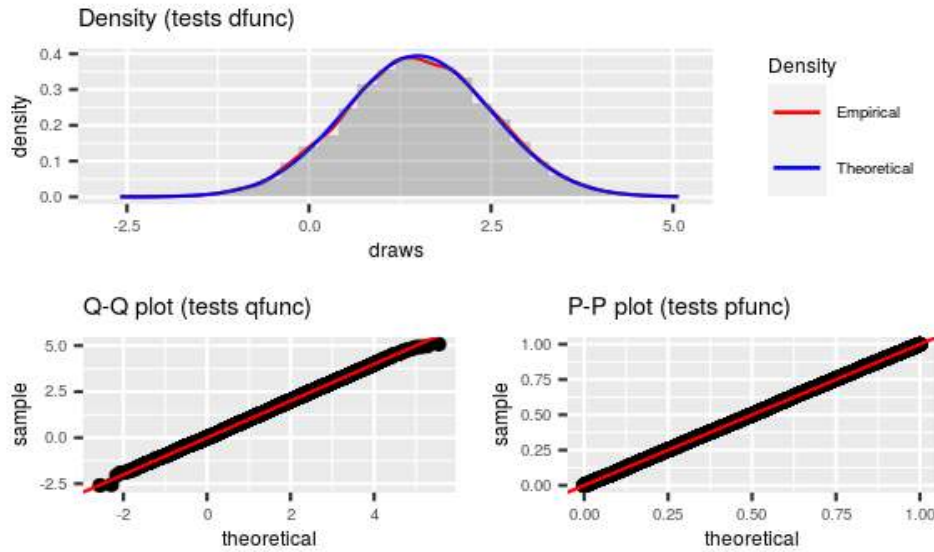 Density (tests dfunc)
density
0.4
0.3
0.2
0.1
0.0
-2.5
0.0
2.5
5.0
draws
Density
Empirical
Theoretical
Q-Q plot (tests qfunc)
sample
5.0
2.5
0.0
-2.5
-2
0
2
4
theoretical
P-P plot (tests pfunc)
sample
1.00
0.75
0.50
0.25
0.00
0.00
0.25
0.50
0.75
1.00
theoretical